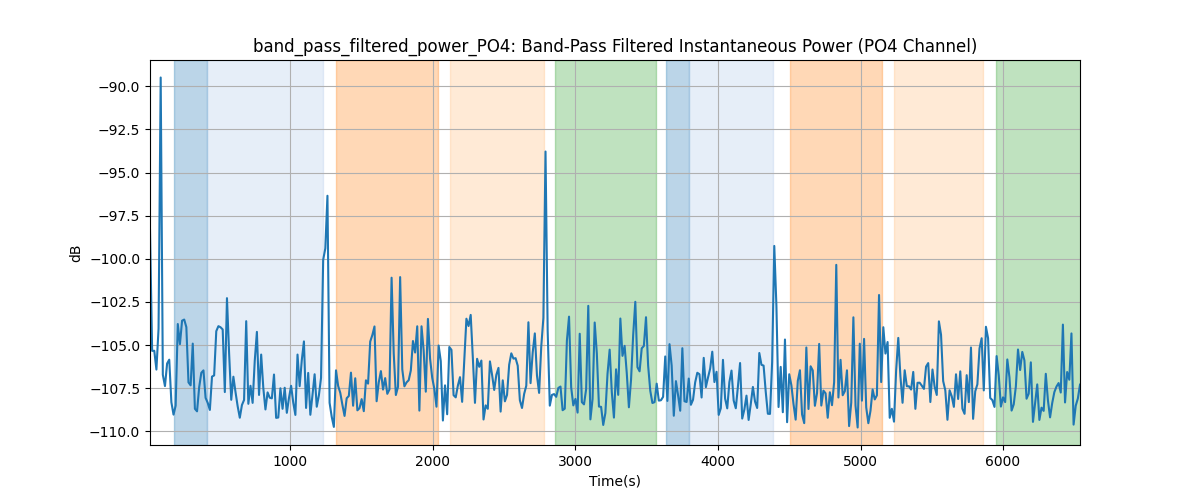 band_pass_filtered_power_PO4: Band-Pass Filtered Instantaneous Power (PO4 Channel)
−90.0
−92.5
−95.0
−97.5
−100.0
−102.5
−105.0
−107.5
−110.0
dB
1000 2000 3000 4000 5000 6000
Time(s)